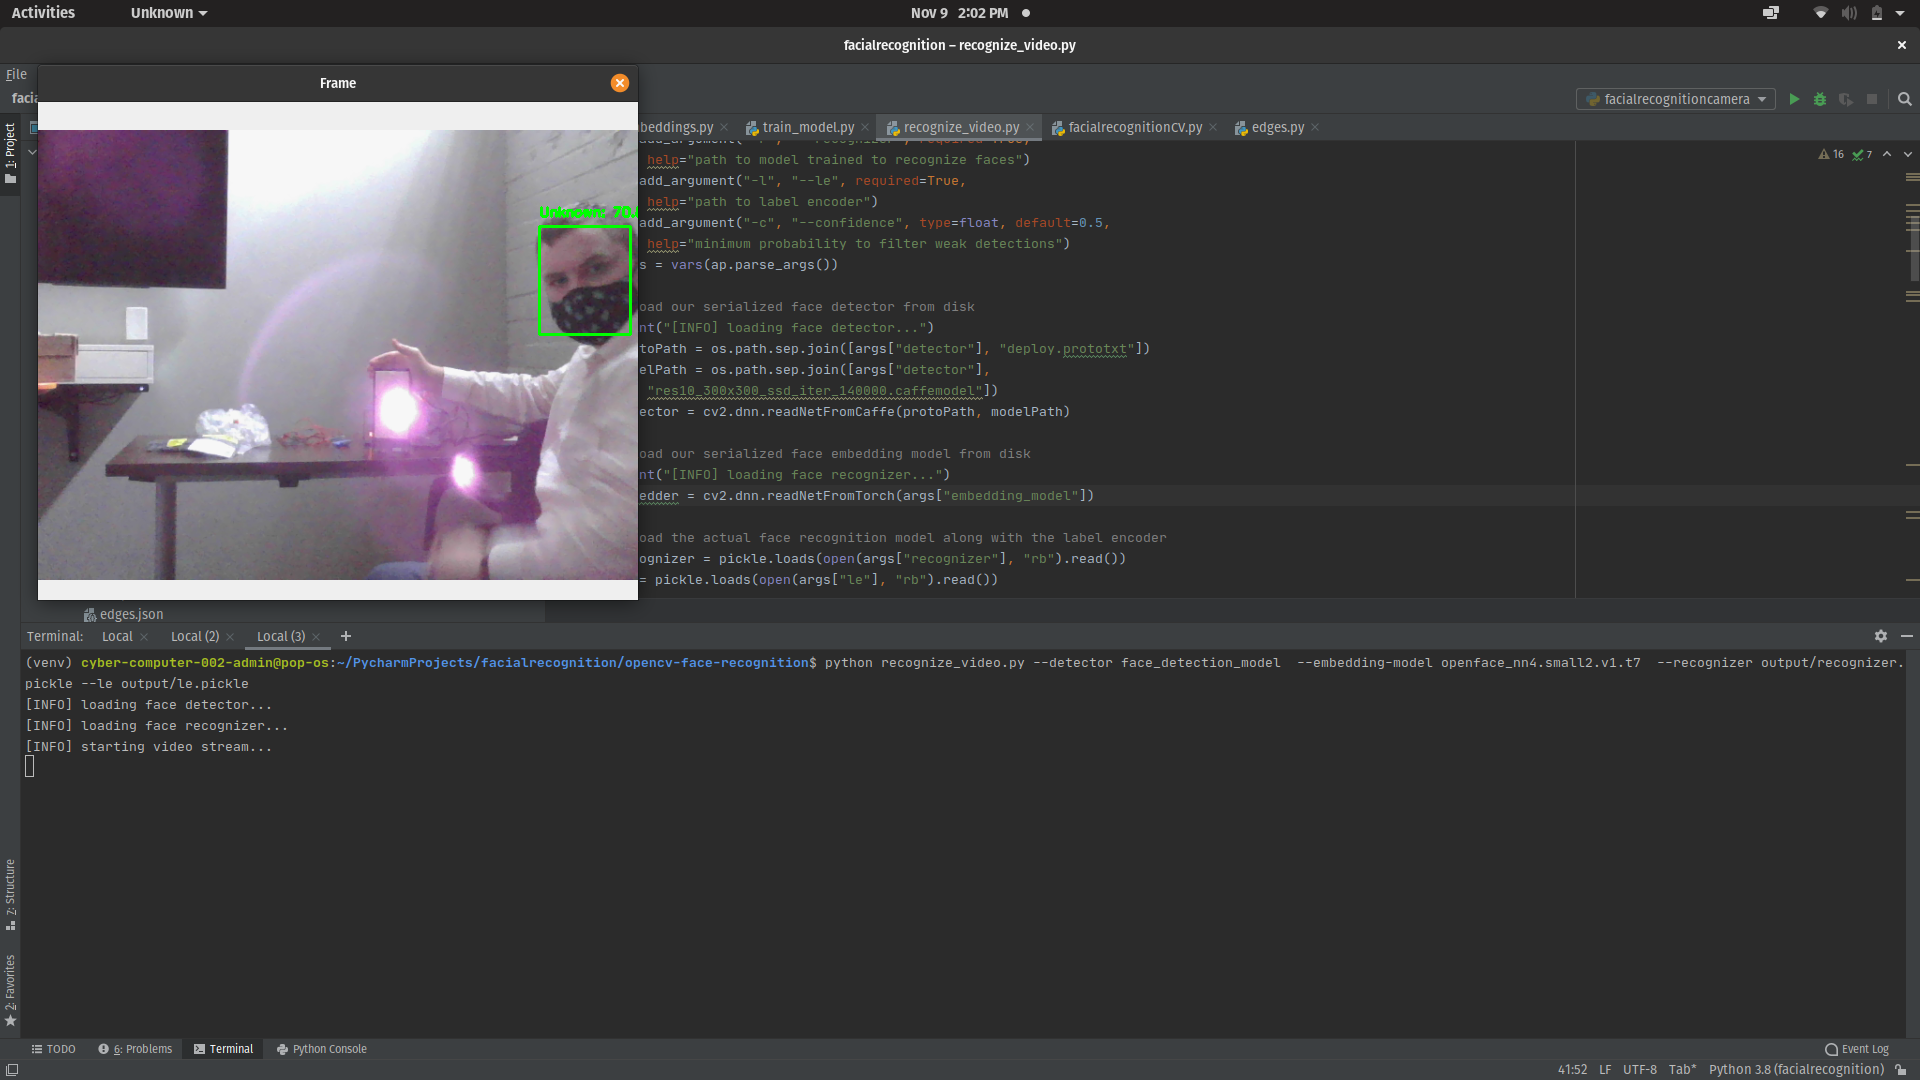 Activities
Unknown
Nov 9 2:02 PM
facialrecognition – recognize_video.py
File
facia
Frame
Unknown: 70.
facialrecognitioncamera
beddings.py
train_model.py
recognize_video.py
facialrecognitionCV.py
edges.py
16
7
1: Project
help="path to model trained to recognize faces")
add_argument("-l", "--le", required=True,
help="path to label encoder")
add_argument("-c", "--confidence", type=float, default=0.5,
help="minimum probability to filter weak detections")
s = vars(ap.parse_args())
oad our serialized face detector from disk
nt("[INFO] loading face detector...")
toPath = os.path.sep.join([args["detector"], "deploy.prototxt"])
elPath = os.path.sep.join([args["detector"],
"res10_300x300_ssd_iter_140000.caffemodel"])
ector = cv2.dnn.readNetFromCaffe(protoPath, modelPath)
oad our serialized face embedding model from disk
nt("[INFO] loading face recognizer...")
edder = cv2.dnn.readNetFromTorch(args["embedding_model"])
oad the actual face recognition model along with the label encoder
ognizer = pickle.loads(open(args["recognizer"], "rb").read())
= pickle.loads(open(args["le"], "rb").read())
edges.json
Terminal:
Local
Local (2)
Local (3)
(venv) cyber-computer-002-admin@pop-os:~/PycharmProjects/facialrecognition/opencv-face-recognition$ python recognize_video.py --detector face_detection_model  --embedding-model openface_nn4.small2.v1.t7  --recognizer output/recognizer.
pickle --le output/le.pickle
[INFO] loading face detector...
[INFO] loading face recognizer...
[INFO] starting video stream...
7: Structure
2: Favorites
TODO
6: Problems
Terminal
Python Console
Event Log
41:52
LF
UTF-8
Tab*
Python 3.8 (facialrecognition)